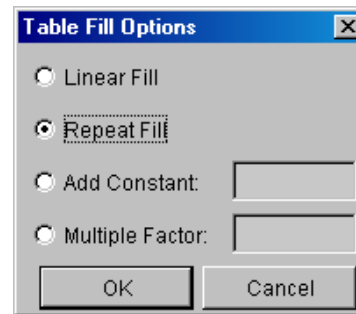 Table Fill Options
Linear Fill
Repeat Fill
Add Constant:
Multiple Factor:
OK Cancel